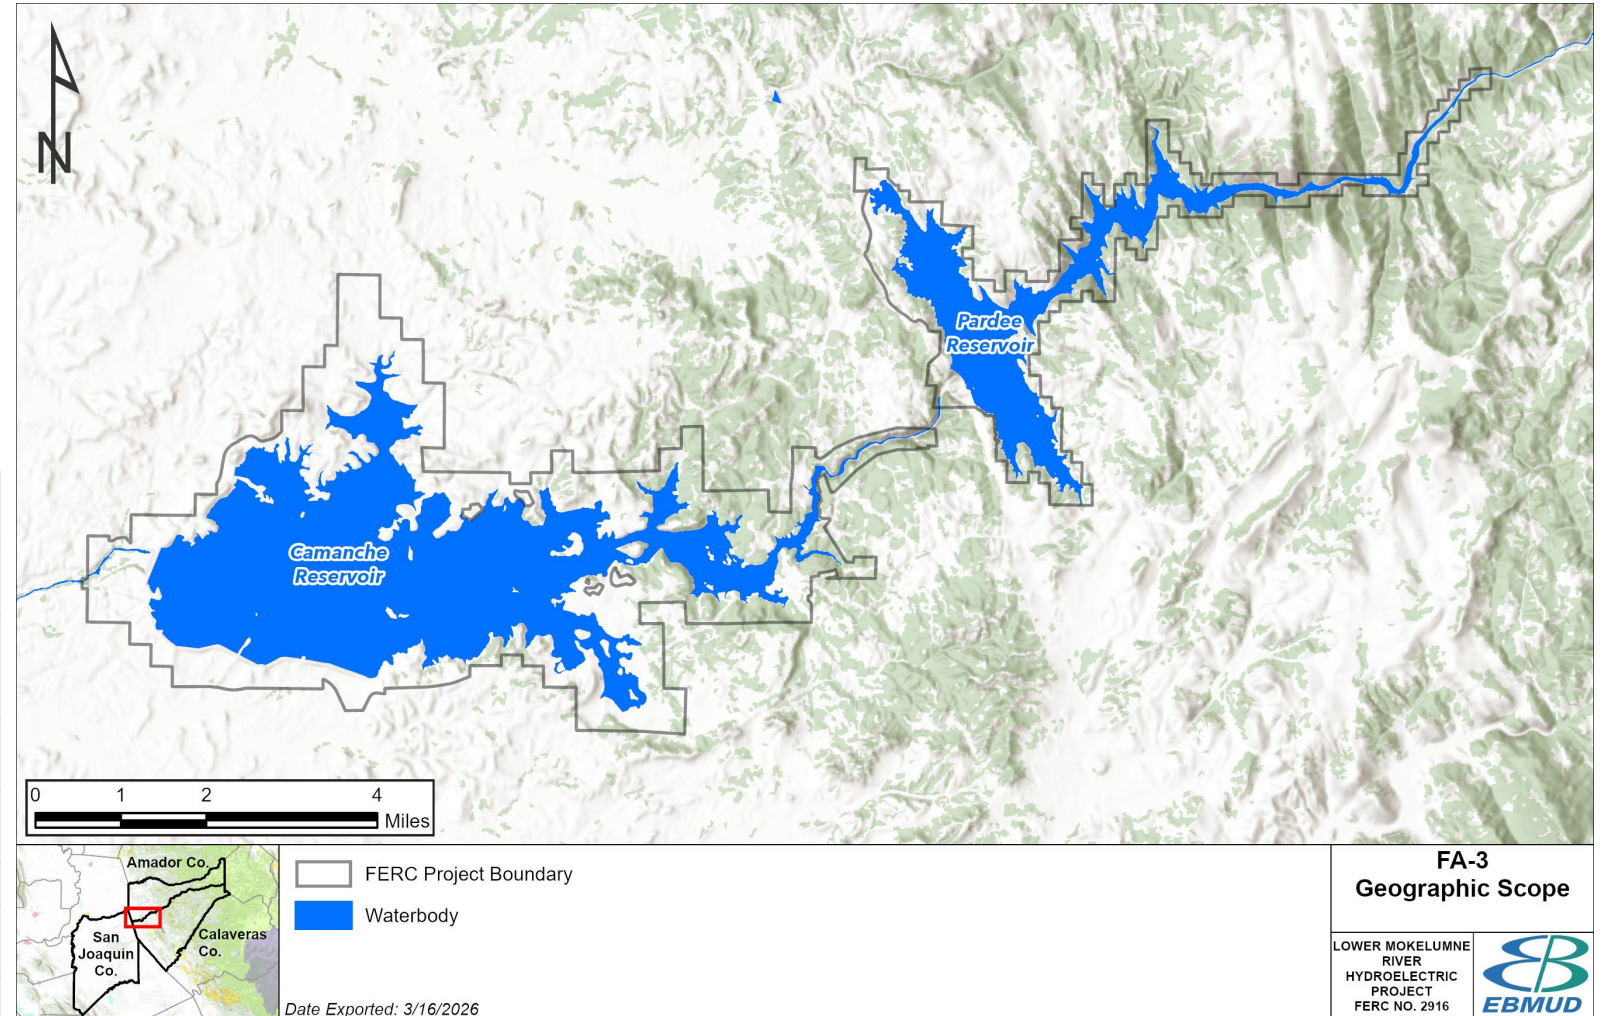 N
Pardee
Reservoir
Camanche
Reservoir
0 1 2 4
Miles
Amador Co.
San
Joaquin
Co.
Calaveras
Co.
FERC Project Boundary
Waterbody
Date Exported: 3/16/2026
FA-3
Geographic Scope
LOWER MOKELUMNE
RIVER
HYDROELECTRIC
PROJECT
FERC NO. 2916
EBMUD